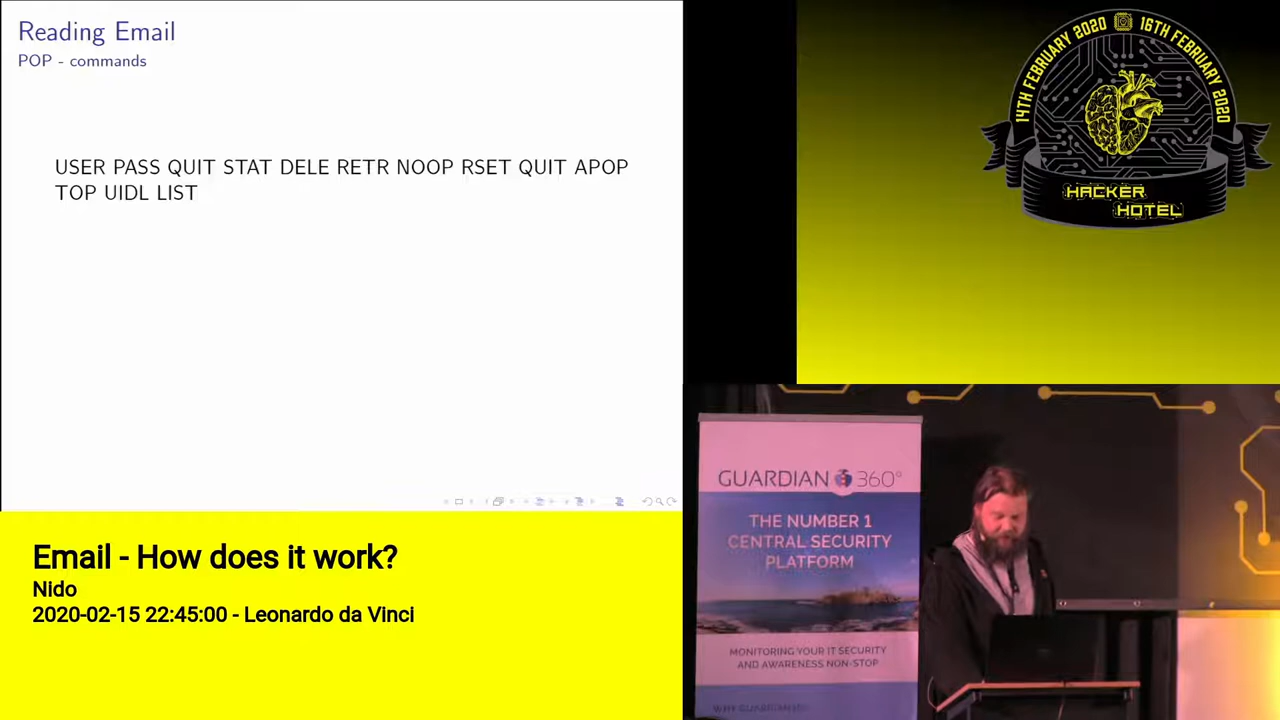 Reading Email
POP - commands
USER PASS QUIT STAT DELE RETR NOOP RSET QUIT APOP
TOP UIDL LIST
14TH FEBRUARY 2020
16TH FEBRUARY 2020
HACKER
HOTEL
GUARDIAN 360°
THE NUMBER 1
CENTRAL SECURITY
PLATFORM
MONITORING YOUR IT SECURITY
AND AWARENESS NON-STOP
WHY GUARDIAN360
Email - How does it work?
Nido
2020-02-15 22:45:00 - Leonardo da Vinci